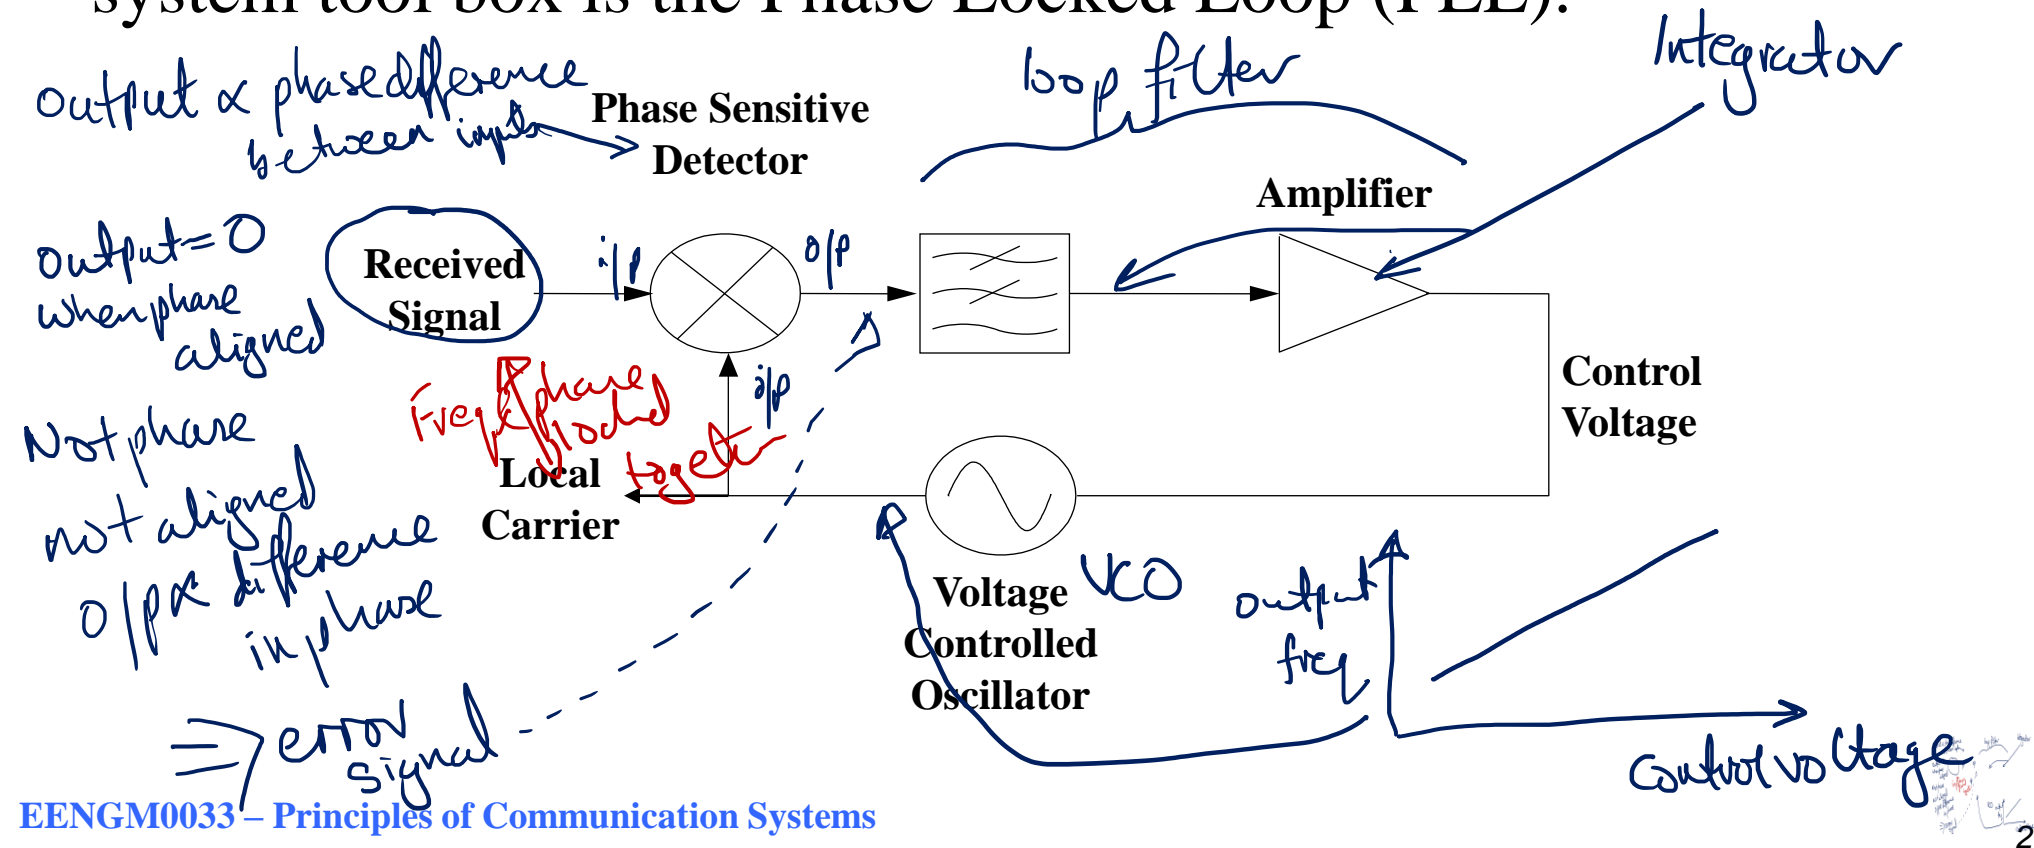 system tool box is the Phase Locked Loop (PLL).
output ∝ phase difference
between inputs
Phase Sensitive
Detector
loop filter
Integrator
Amplifier
output = 0
when phase
aligned
Received
Signal
i/p
o/p
i/p
Freq & phase
locked
together
Not phase
not aligned
o/p ∝ difference
in phase
⇒ error
signal
Local
Carrier
Control
Voltage
Voltage
Controlled
Oscillator
VCO
output
freq
control voltage
EENGM0033 – Principles of Communication Systems
2